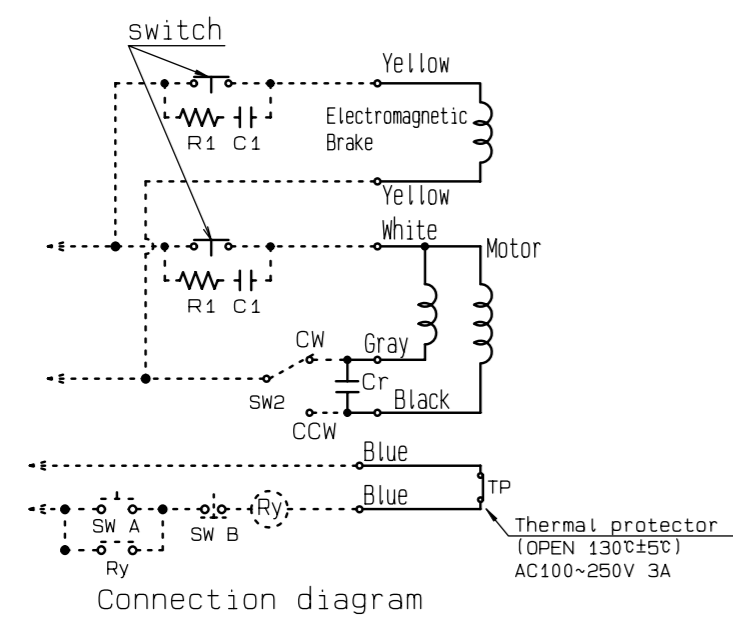 switch
Yellow
R1 C1
Electromagnetic
Brake
Yellow
White
Motor
R1 C1
CW
Gray
Cr
SW2
Black
CCW
Blue
TP
Blue
Ry
SW A
SW B
Ry
Thermal protector
(OPEN 130℃±5℃)
AC100~250V 3A
Connection diagram